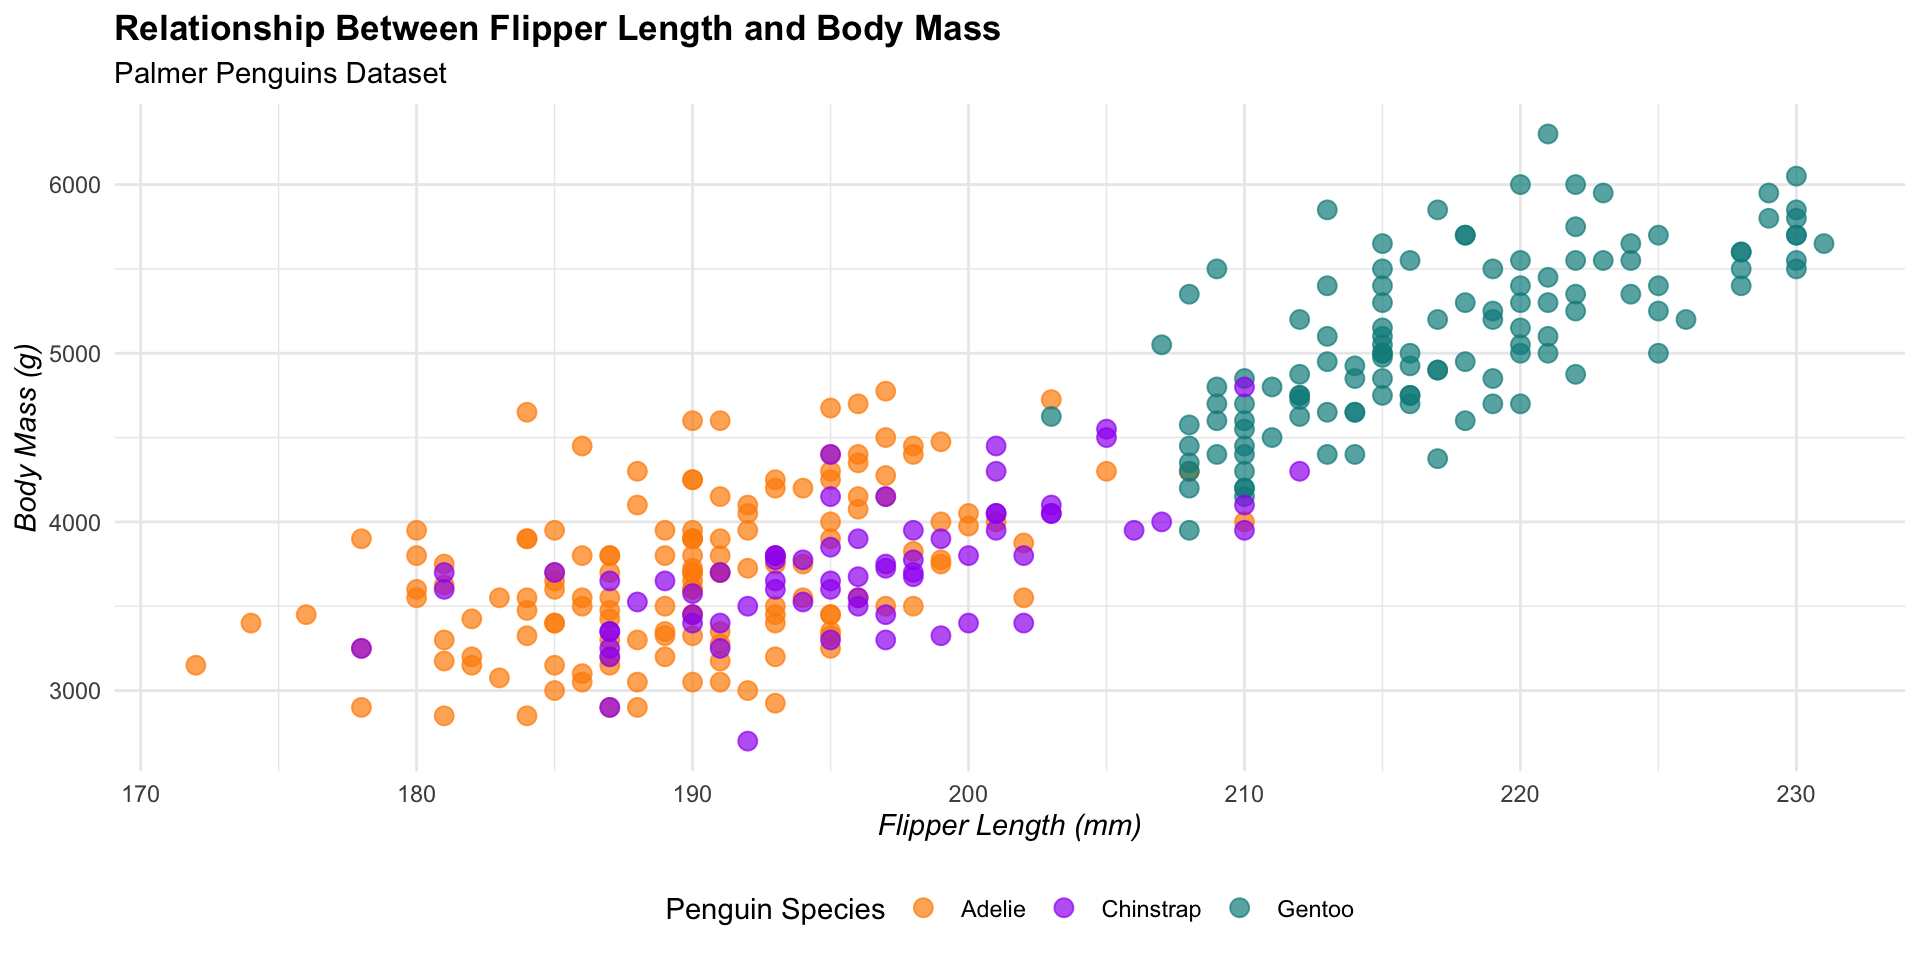 Relationship Between Flipper Length and Body Mass
Palmer Penguins Dataset
6000
5000
4000
3000
Body Mass (g)
170 180 190 200 210 220 230
Flipper Length (mm)
Penguin Species Adelie Chinstrap Gentoo